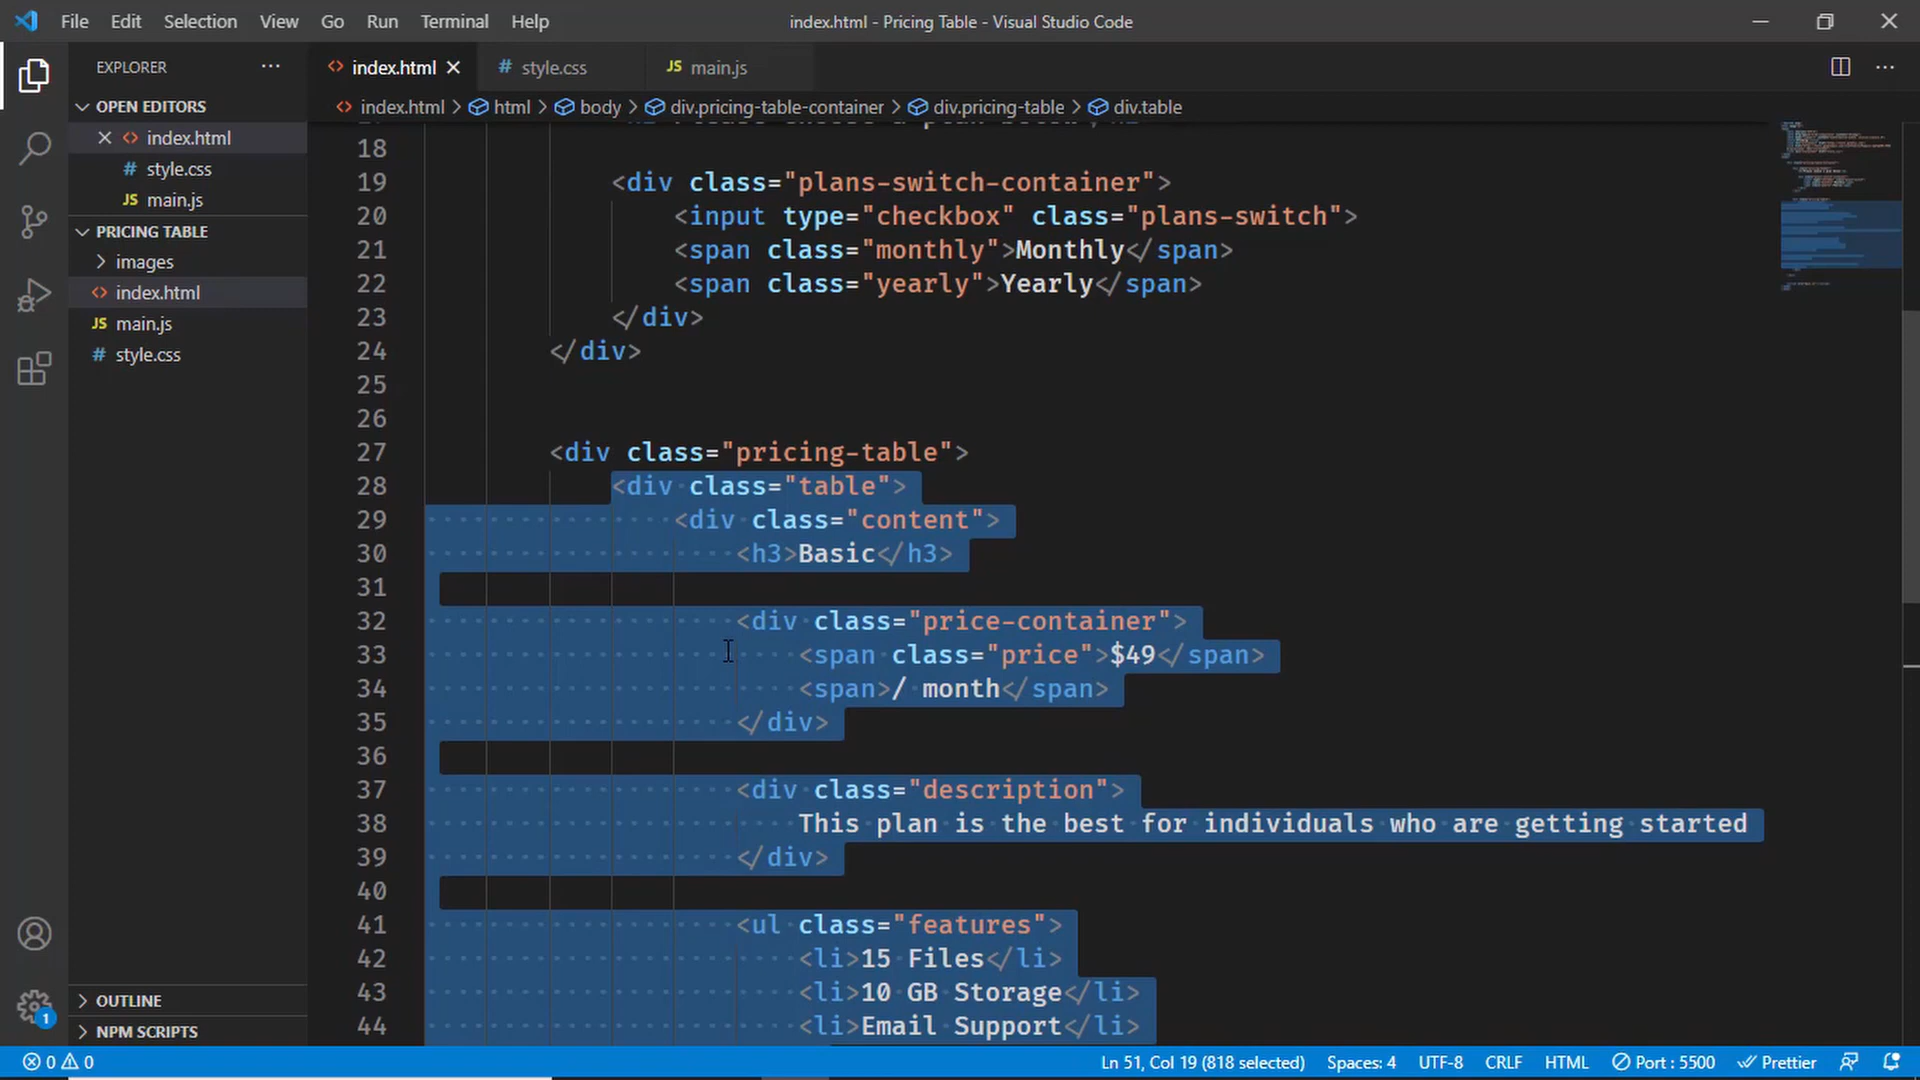 File Edit Selection View Go Run Terminal Help
index.html - Pricing Table - Visual Studio Code
EXPLORER
index.html
# style.css
JS main.js
OPEN EDITORS
index.html > html > body > div.pricing-table-container > div.pricing-table > div.table
index.html
# style.css
JS main.js
PRICING TABLE
images
index.html
JS main.js
# style.css
18
19 <div class="plans-switch-container">
20 <input type="checkbox" class="plans-switch">
21 <span class="monthly">Monthly</span>
22 <span class="yearly">Yearly</span>
23 </div>
24 </div>
25
26
27 <div class="pricing-table">
28 <div class="table">
29 <div class="content">
30 <h3>Basic</h3>
31
32 <div class="price-container">
33 <span class="price">$49</span>
34 <span>/ month</span>
35 </div>
36
37 <div class="description">
38 This plan is the best for individuals who are getting started
39 </div>
40
41 <ul class="features">
42 <li>15 Files</li>
43 <li>10 GB Storage</li>
44 <li>Email Support</li>
OUTLINE
NPM SCRIPTS
1
0 0
Ln 51, Col 19 (818 selected) Spaces: 4 UTF-8 CRLF HTML Port : 5500 Prettier